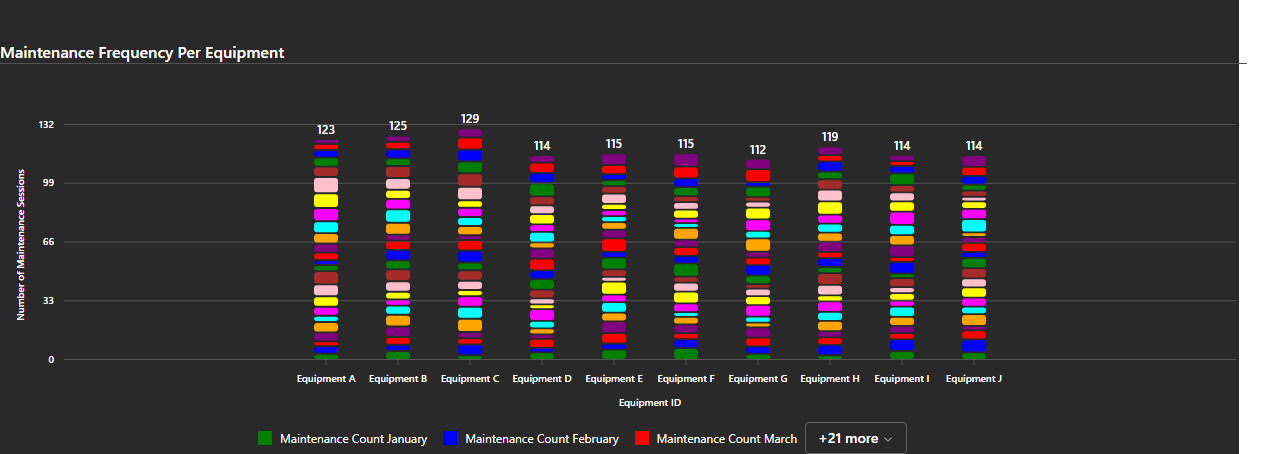 Maintenance Frequency Per Equipment
Number of Maintenance Sessions
132
99
66
33
0
123
125
129
114
115
115
112
119
114
114
Equipment A
Equipment B
Equipment C
Equipment D
Equipment E
Equipment F
Equipment G
Equipment H
Equipment I
Equipment J
Equipment ID
Maintenance Count January
Maintenance Count February
Maintenance Count March
+21 more